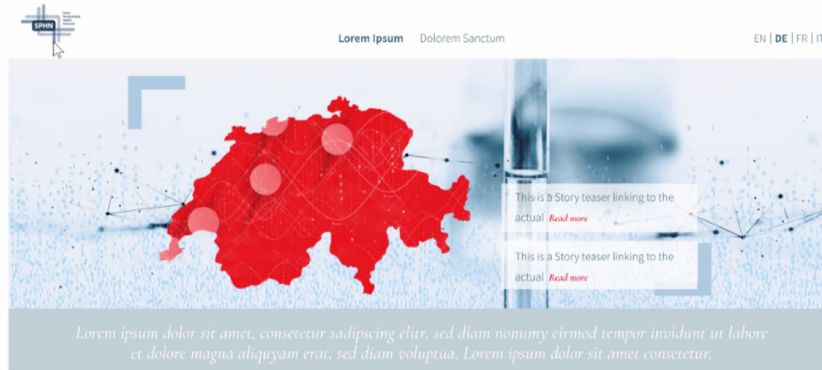 SPHN
Lorem Ipsum Dolorem Sanctum
EN | DE | FR | IT
This is a Story teaser linking to the
actual Read more
This is a Story teaser linking to the
actual Read more
Lorem ipsum dolor sit amet, consetetur sadipscing elitr, sed diam nonumy eirmod tempor invidunt ut labore
et dolore magna aliquyam erat, sed diam voluptua. Lorem ipsum dolor sit amet consetetur.